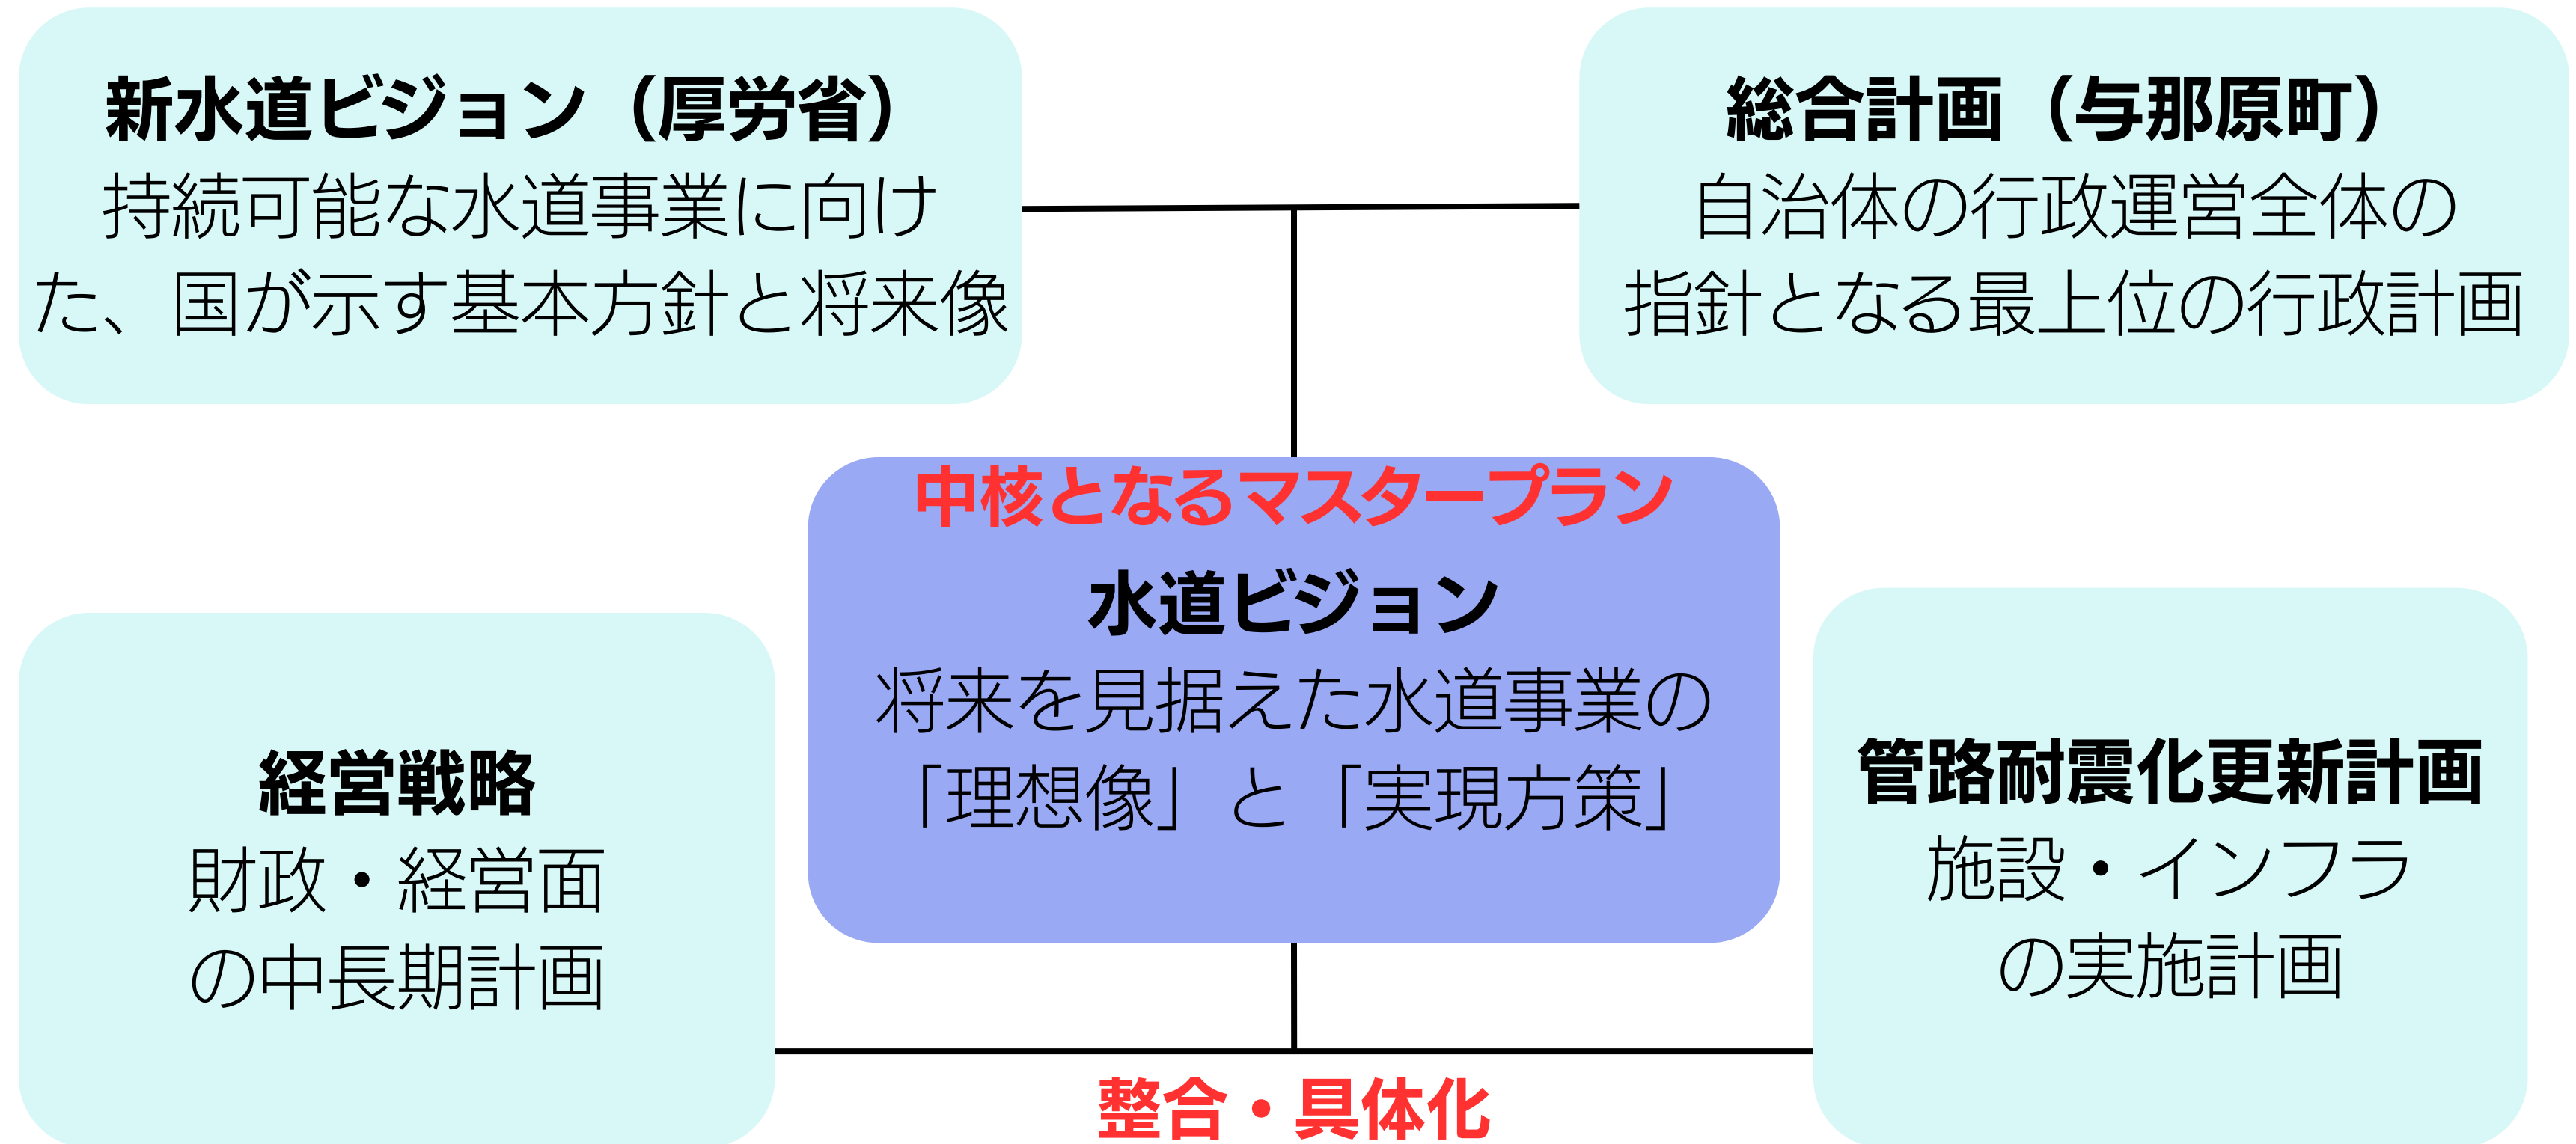 新水道ビジョン（厚労省）
持続可能な水道事業に向け
た、国が示す基本方針と将来像
総合計画（与那原町）
自治体の行政運営全体の
指針となる最上位の行政計画
中核となるマスタープラン
水道ビジョン
将来を見据えた水道事業の
「理想像」と「実現方策」
経営戦略
財政・経営面
の中長期計画
管路耐震化更新計画
施設・インフラ
の実施計画
整合・具体化